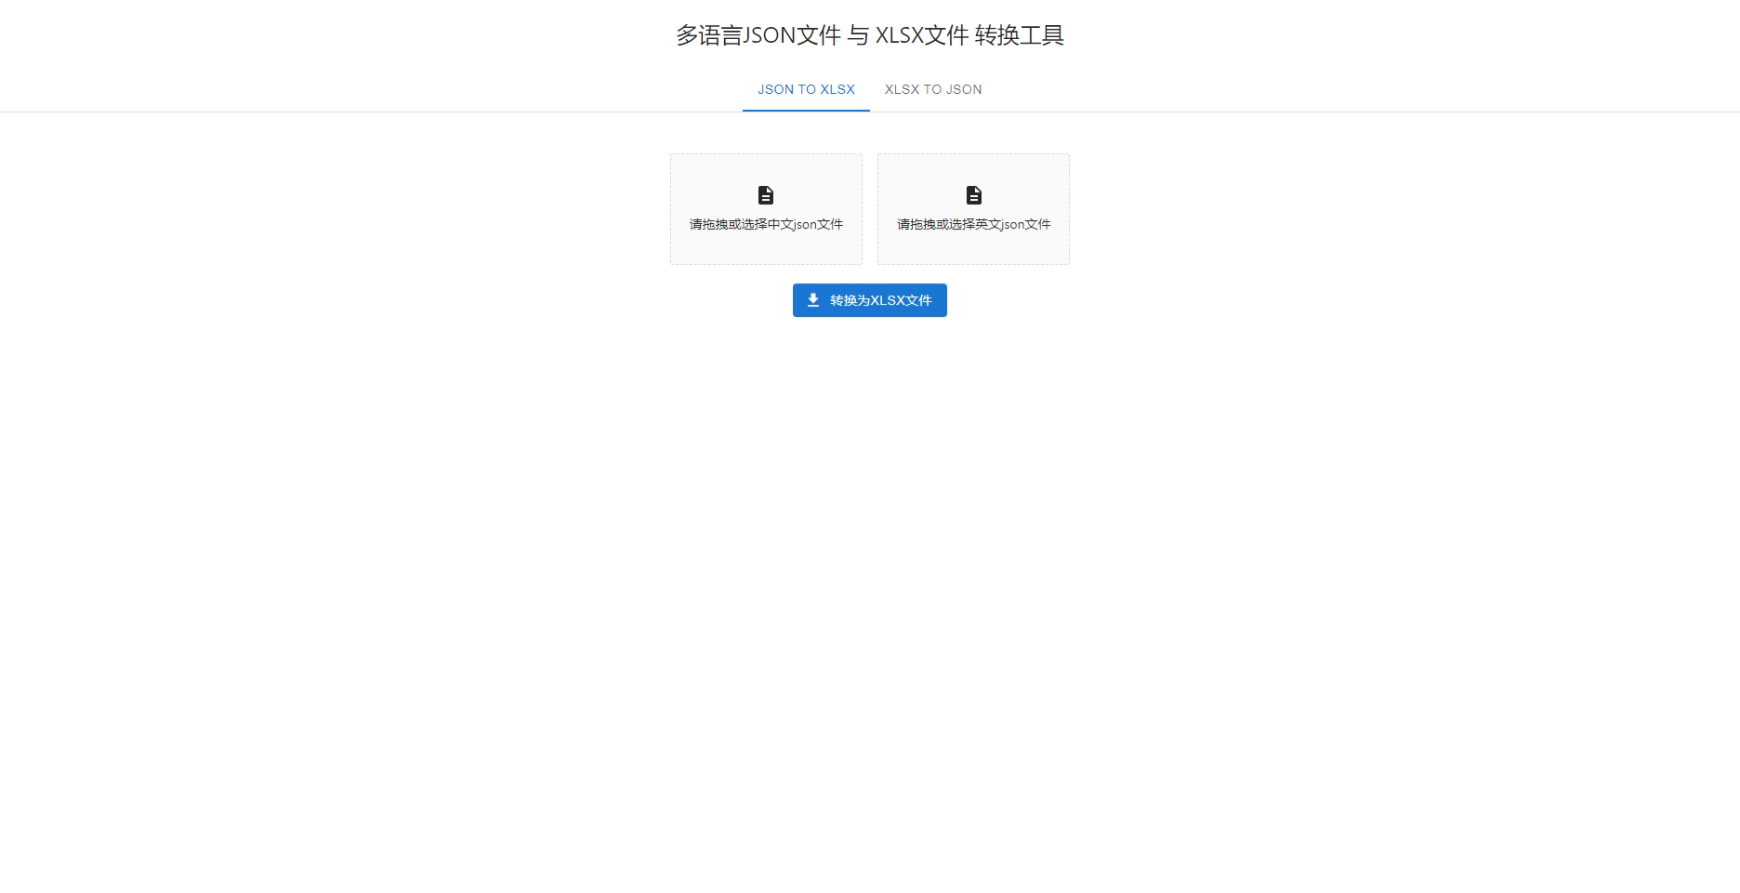 多语言JSON文件 与 XLSX文件 转换工具
JSON TO XLSX
XLSX TO JSON
请拖拽或选择中文json文件
请拖拽或选择英文json文件
转换为XLSX文件